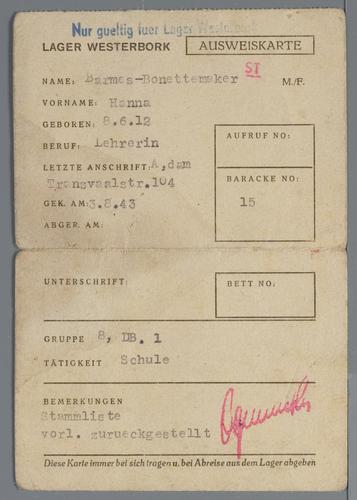 Nur gueltig fuer Lager Westerbork
LAGER WESTERBORK AUSWEISKARTE
NAME: Barmes-Bonettemaker ST M./F.
VORNAME: Hanna
GEBOREN: 8.6.12
BERUF: Lehrerin
AUFRUF NO:
LETZTE ANSCHRIFT: A,dam
Transvaalstr.104
BARACKE NO:
GEK. AM: 3.8.43
15
ABGER. AM:
UNTERSCHRIFT:
BETT NO:
GRUPPE 8, DB. 1
TÄTIGKEIT Schule
BEMERKUNGEN
Stammliste
vorl. zurueckgestellt
Diese Karte immer bei sich tragen u. bei Abreise aus dem Lager abgeben